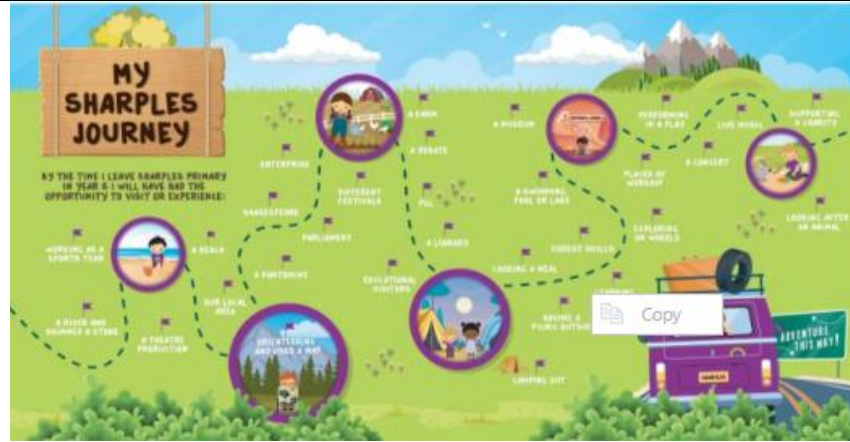 MY
SHARPLES
JOURNEY
BY THE TIME I LEAVE SHARPLES PRIMARY
IN YEAR 6 I WILL HAVE HAD THE
OPPORTUNITY TO VISIT OR EXPERIENCE:
A FARM
A MUSEUM
PERFORMING
IN A PLAY
LIVE MUSIC
SUPPORTING
A CHARITY
A DEBATE
ENTERPRISE
DIFFERENT
FESTIVALS
A SWIMMING
POOL OR LAKE
PLACES OF
WORSHIP
A CONCERT
SHAKESPEARE
PARLIAMENT
A LIBRARY
FOREST SKILLS
EXPLORING
ON WHEELS
LOOKING AFTER
AN ANIMAL
WORKING AS A
SPORTS TEAM
A BEACH
A PANTOMIME
EDUCATIONAL
VISITORS
COOKING A MEAL
OUR LOCAL
AREA
A RIVER AND
SKIMMED A STONE
A THEATRE
PRODUCTION
ORIENTEERING
AND USED A MAP
HAVING A
PICNIC OUTSIDE
Copy
CAMPING OUT
SHARPLES
ADVENTURE
THIS WAY!